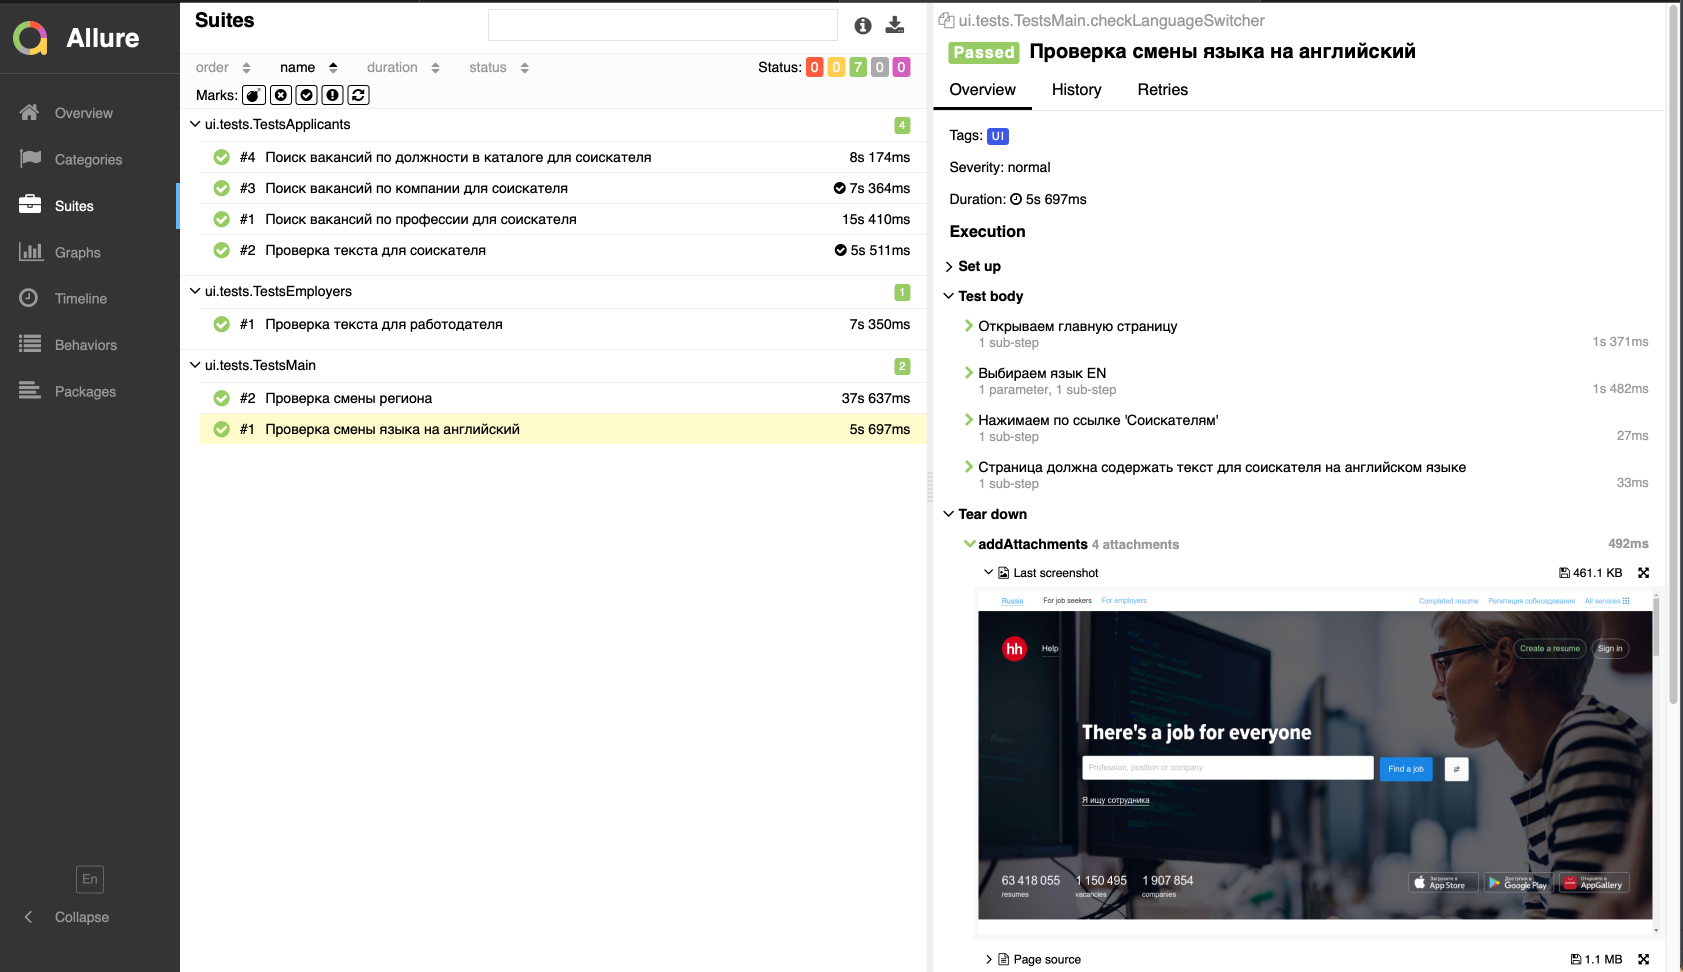 Allure
Overview
Categories
Suites
Graphs
Timeline
Behaviors
Packages
En
Collapse
Suites
order name duration status
Status: 0 0 7 0 0
Marks:
ui.tests.TestsApplicants 4
#4 Поиск вакансий по должности в каталоге для соискателя 8s 174ms
#3 Поиск вакансий по компании для соискателя 7s 364ms
#1 Поиск вакансий по профессии для соискателя 15s 410ms
#2 Проверка текста для соискателя 5s 511ms
ui.tests.TestsEmployers 1
#1 Проверка текста для работодателя 7s 350ms
ui.tests.TestsMain 2
#2 Проверка смены региона 37s 637ms
#1 Проверка смены языка на английский 5s 697ms
ui.tests.TestsMain.checkLanguageSwitcher
Passed Проверка смены языка на английский
Overview History Retries
Tags: UI
Severity: normal
Duration: 5s 697ms
Execution
Set up
Test body
Открываем главную страницу
1 sub-step 1s 371ms
Выбираем язык EN
1 parameter, 1 sub-step 1s 482ms
Нажимаем по ссылке 'Соискателям'
1 sub-step 27ms
Страница должна содержать текст для соискателя на английском языке
1 sub-step 33ms
Tear down
addAttachments 4 attachments 492ms
Last screenshot 461.1 KB
Russia For job seekers For employers Completed resume Репетиция собеседования All services
hh Help Create a resume Sign in
There's a job for everyone
Profession, position or company Find a job
Я ищу сотрудника
63 418 055 1 150 495 1 907 854
resumes vacancies companies
Загрузите в App Store Доступно в Google Play Откройте в AppGallery
Page source 1.1 MB